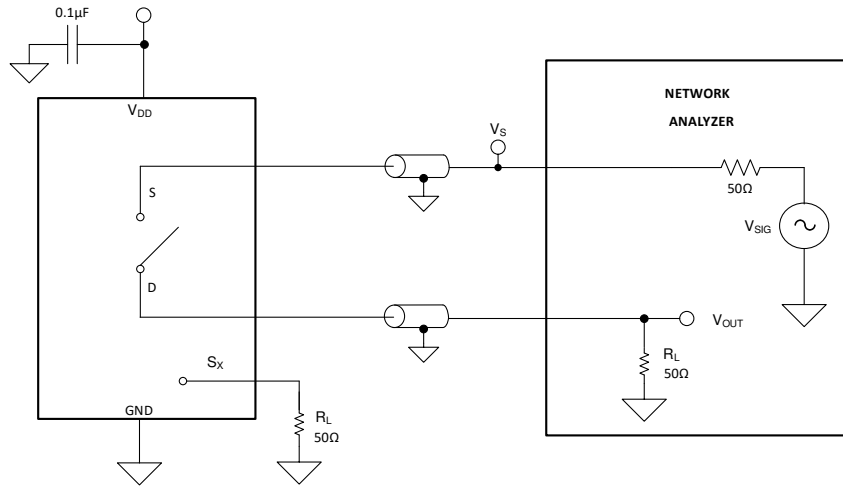 0.1µF
VDD
NETWORK
ANALYZER
VS
S
50Ω
VSIG
D
VOUT
SX
RL
50Ω
GND
RL
50Ω